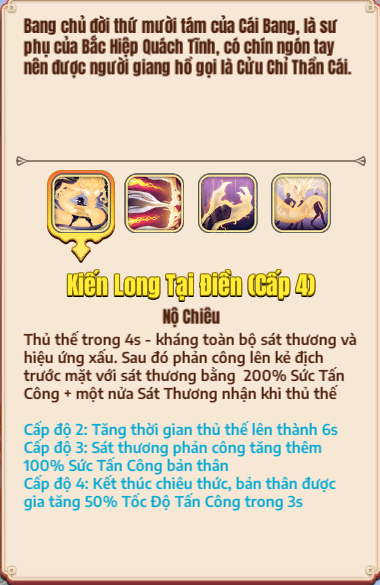 Bang chủ đời thứ mười tám của Cái Bang, là sư
phụ của Bắc Hiệp Quách Tĩnh, có chín ngón tay
nên được người giang hồ gọi là Cửu Chỉ Thần Cái.
Kiến Long Tại Điền (Cấp 4)
Nộ Chiêu
Thủ thế trong 4s - kháng toàn bộ sát thương và
hiệu ứng xấu. Sau đó phản công lên kẻ địch
trước mặt với sát thương bằng 200% Sức Tấn
Công + một nửa Sát Thương nhận khi thủ thế
Cấp độ 2: Tăng thời gian thủ thế lên thành 6s
Cấp độ 3: Sát thương phản công tăng thêm
100% Sức Tấn Công bản thân
Cấp độ 4: Kết thúc chiêu thức, bản thân được
gia tăng 50% Tốc Độ Tấn Công trong 3s